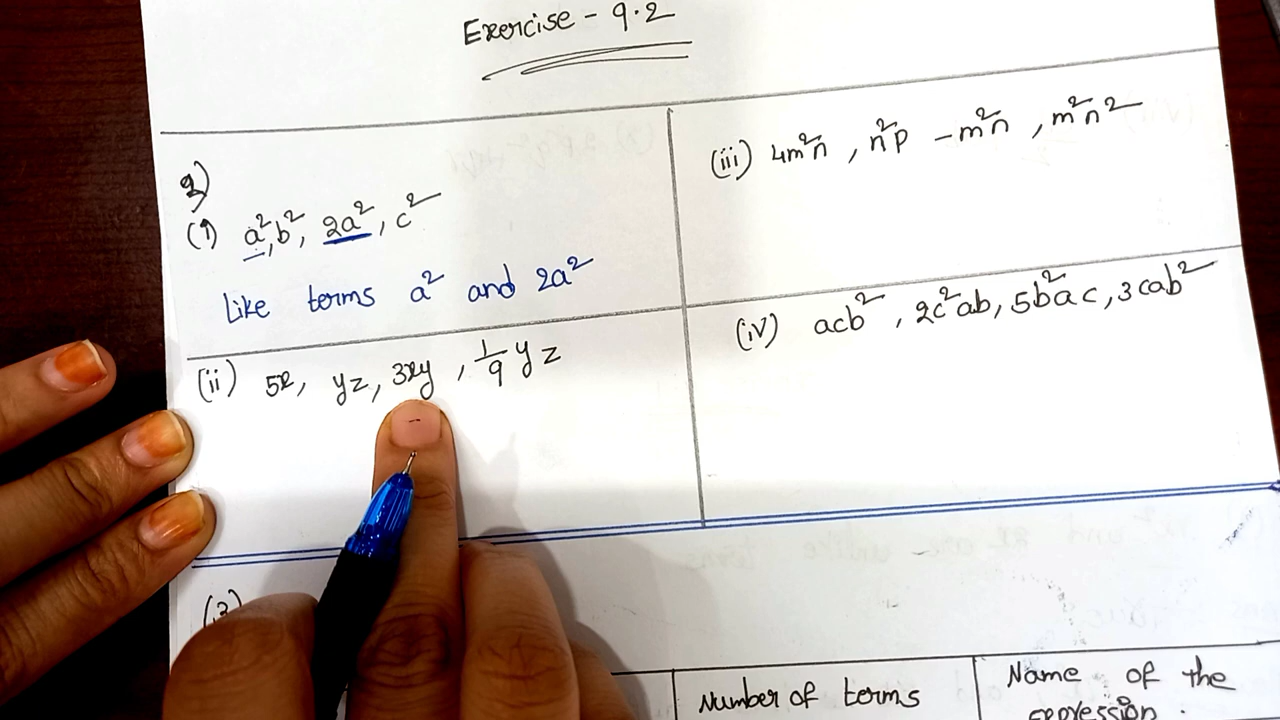 Exercise - 9.2
2)
(i) a², b², 2a², c²
Like terms a² and 2a²
(ii) 5x, yz, 3xy, 1/9 yz
(iii) 4m²n, n²p -m²n, m²n²
(iv) acb², 2c²ab, 5b²ac, 3cab²
(3)
Number of terms
Name of the
expression.